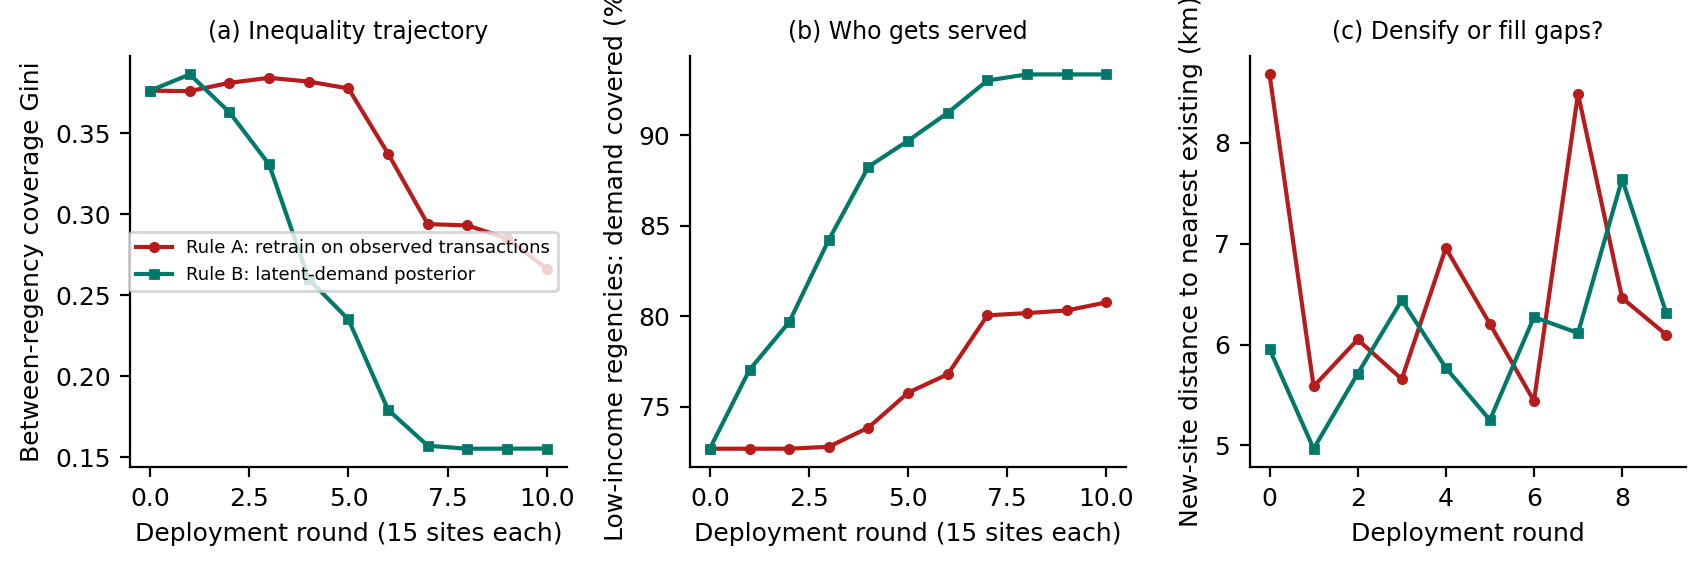 (a) Inequality trajectory
Between-regency coverage Gini
0.35
0.30
0.25
0.20
0.15
Rule A: retrain on observed transactions
Rule B: latent-demand posterior
0.0 2.5 5.0 7.5 10.0
Deployment round (15 sites each)
(b) Who gets served
Low-income regencies: demand covered (%
90
85
80
75
0.0 2.5 5.0 7.5 10.0
Deployment round (15 sites each)
(c) Densify or fill gaps?
New-site distance to nearest existing (km)
8
7
6
5
0 2 4 6 8
Deployment round